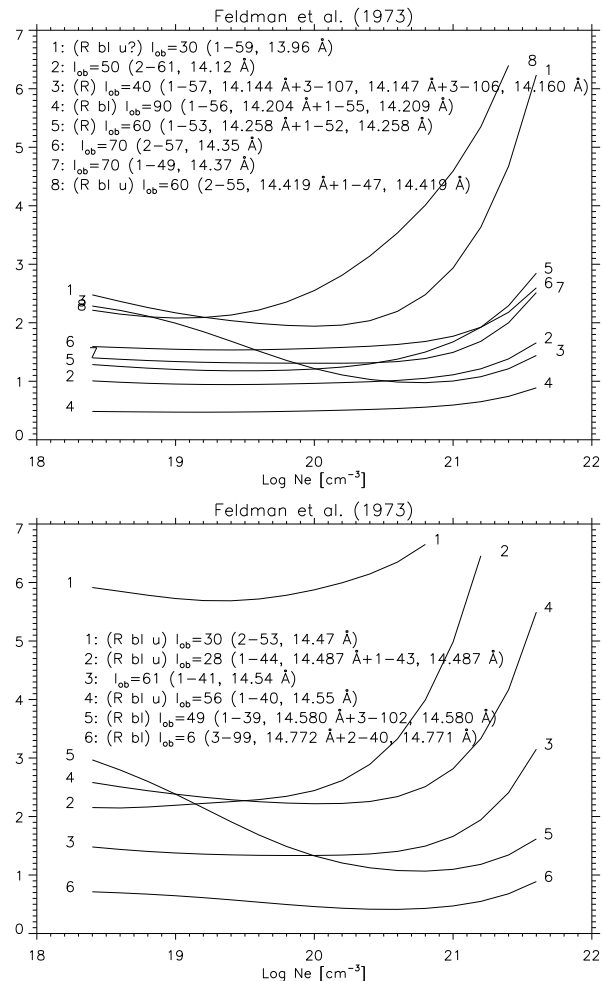 Feldman et al. (1973)
7
6
5
4
3
2
1
0
1: (R bl u?) I_ob=30 (1−59, 13.96 Å)
2: I_ob=50 (2−61, 14.12 Å)
3: (R) I_ob=40 (1−57, 14.144 Å+3−107, 14.147 Å+3−106, 14.160 Å)
4: (R bl) I_ob=90 (1−56, 14.204 Å+1−55, 14.209 Å)
5: (R) I_ob=60 (1−53, 14.258 Å+1−52, 14.258 Å)
6: I_ob=70 (2−57, 14.35 Å)
7: I_ob=70 (1−49, 14.37 Å)
8: (R bl u) I_ob=60 (2−55, 14.419 Å+1−47, 14.419 Å)
8 1
1
3
8
6
7
5
2
4
5
6 7
2
3
4
18 19 20 21 22
Log Ne [cm⁻³]
Feldman et al. (1973)
7
6
5
4
3
2
1
0
1
1
2
1: (R bl u) I_ob=30 (2−53, 14.47 Å)
2: (R bl u) I_ob=28 (1−44, 14.487 Å+1−43, 14.487 Å)
3: I_ob=61 (1−41, 14.54 Å)
4: (R bl u) I_ob=56 (1−40, 14.55 Å)
5: (R bl) I_ob=49 (1−39, 14.580 Å+3−102, 14.580 Å)
6: (R bl) I_ob=6 (3−99, 14.772 Å+2−40, 14.771 Å)
4
5
4
2
3
6
3
5
6
18 19 20 21 22
Log Ne [cm⁻³]